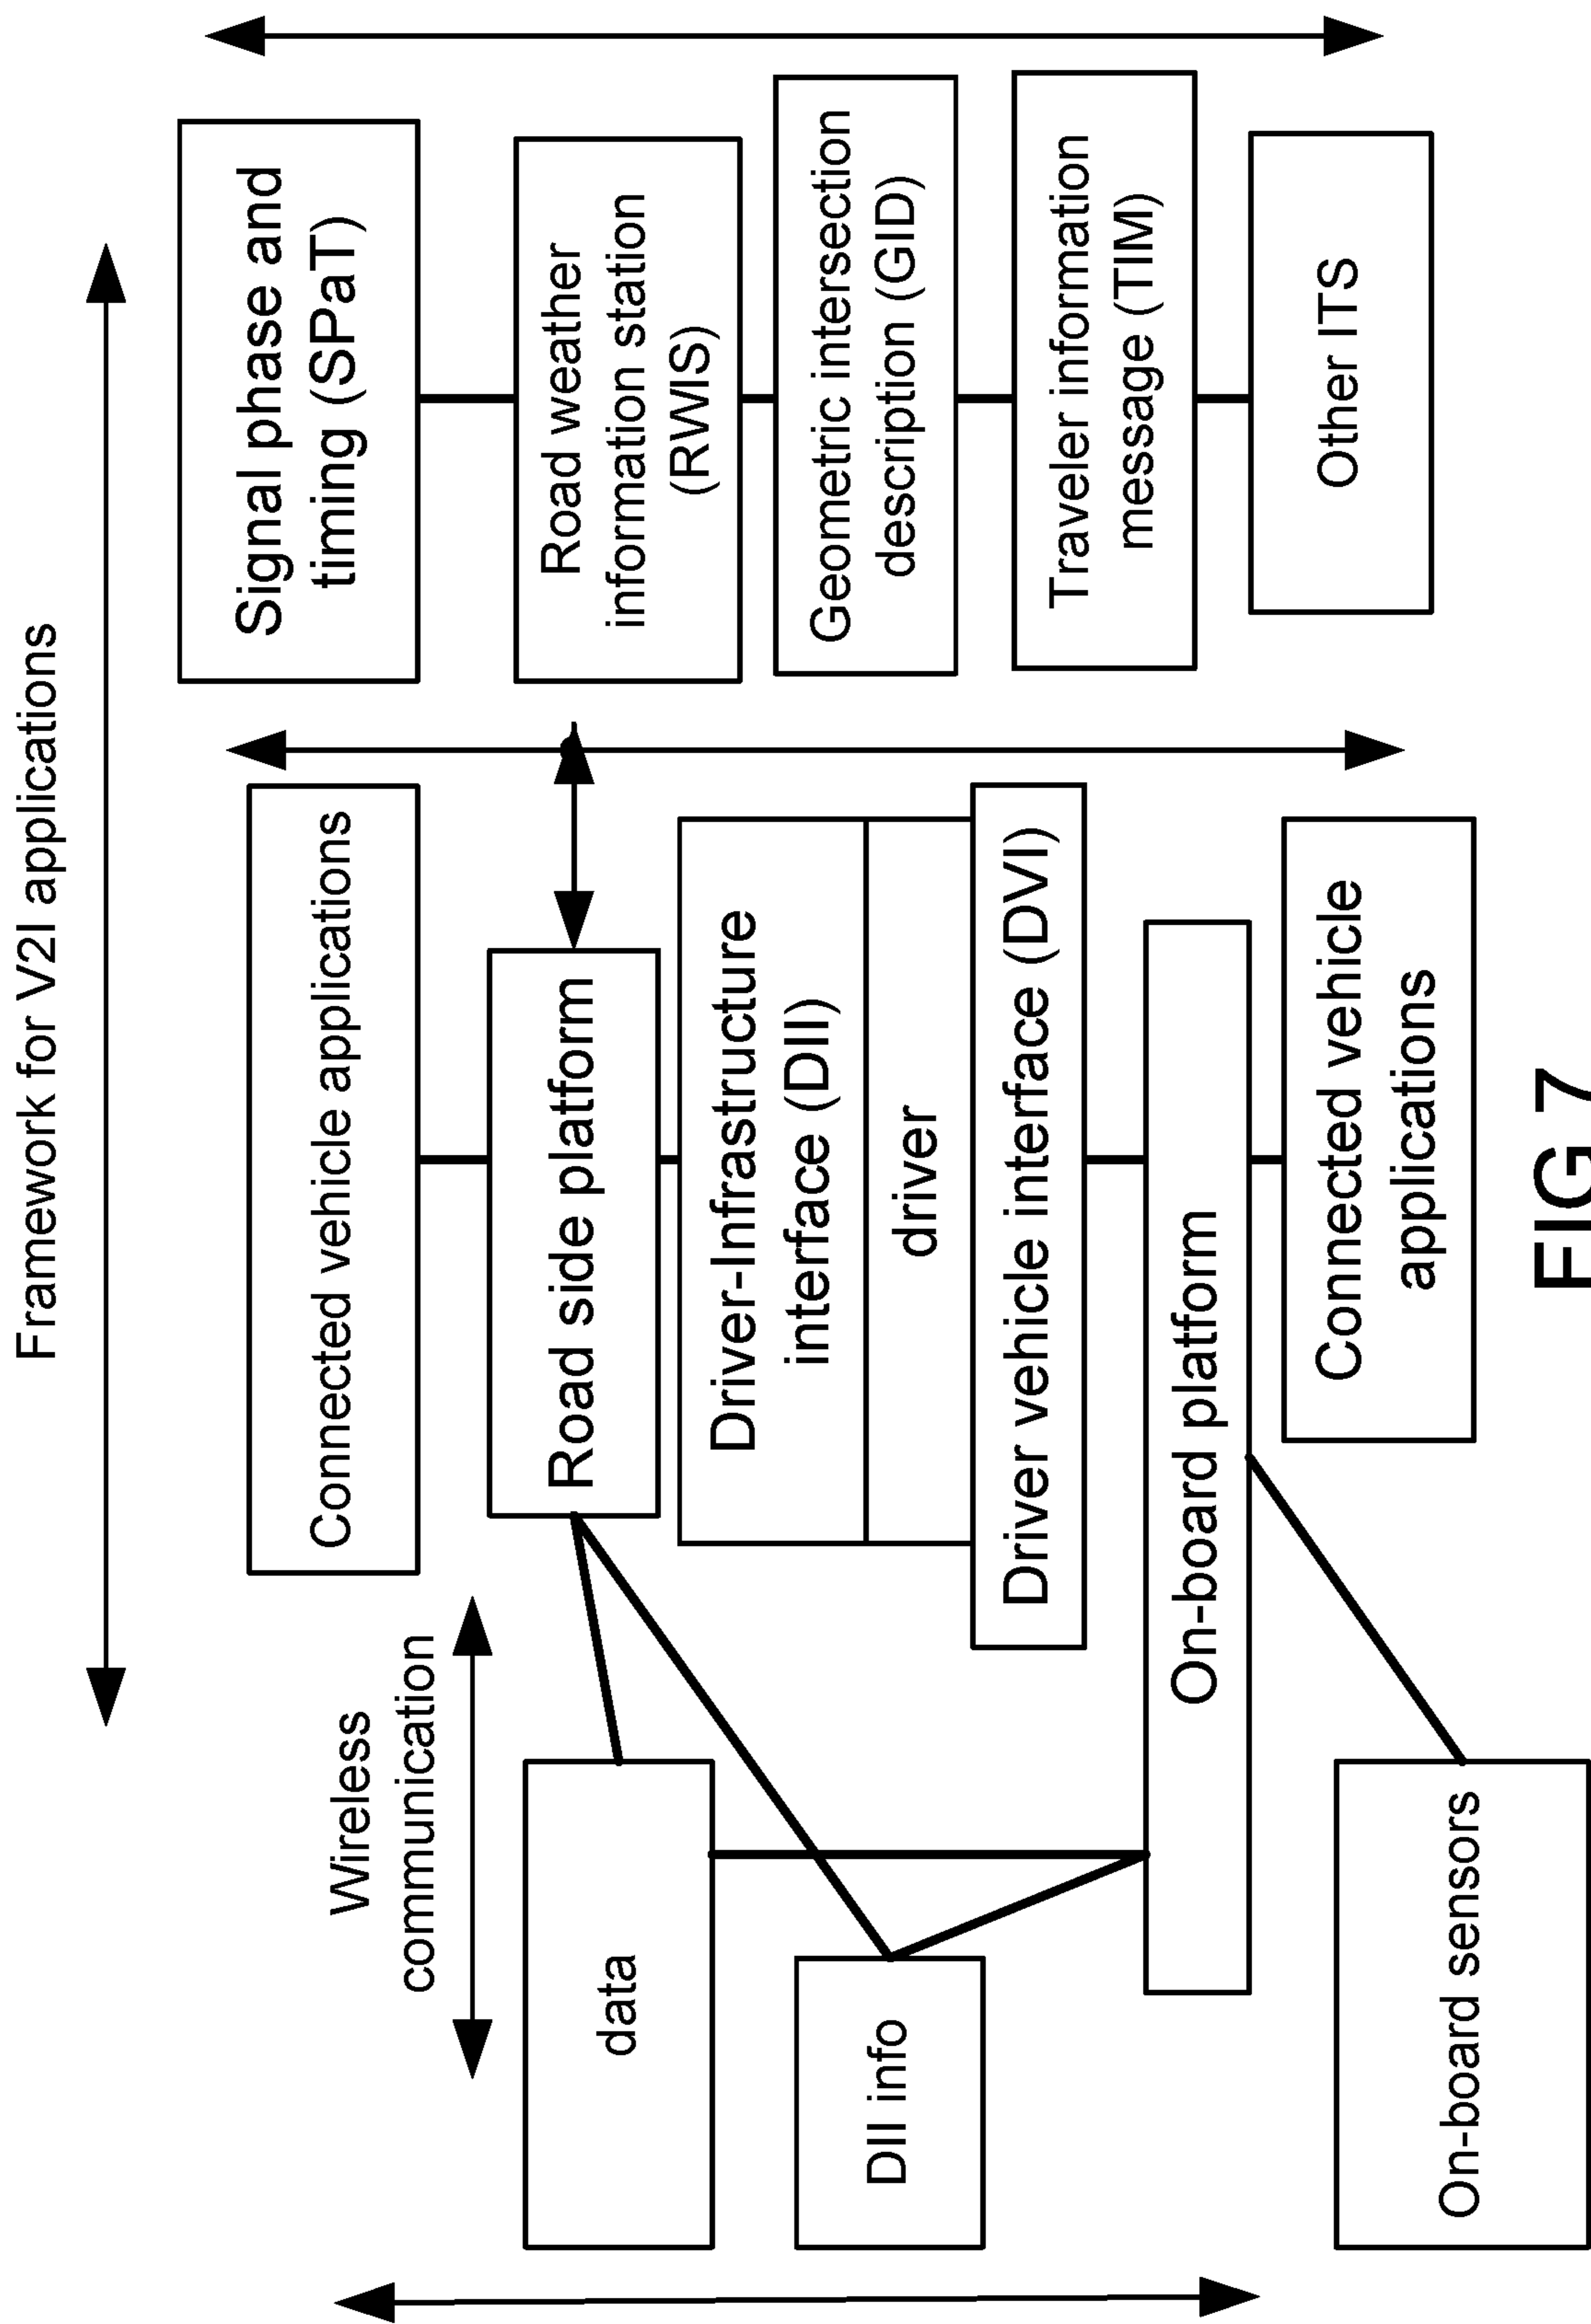 Framework for V2I applications
Wireless
communication
data
DII info
On-board sensors
Connected vehicle applications
Road side platform
Driver-Infrastructure
interface (DII)
driver
Driver vehicle interface (DVI)
On-board platform
Connected vehicle
applications
Signal phase and
timing (SPaT)
Road weather
information station
(RWIS)
Geometric intersection
description (GID)
Traveler information
message (TIM)
Other ITS
FIG 7